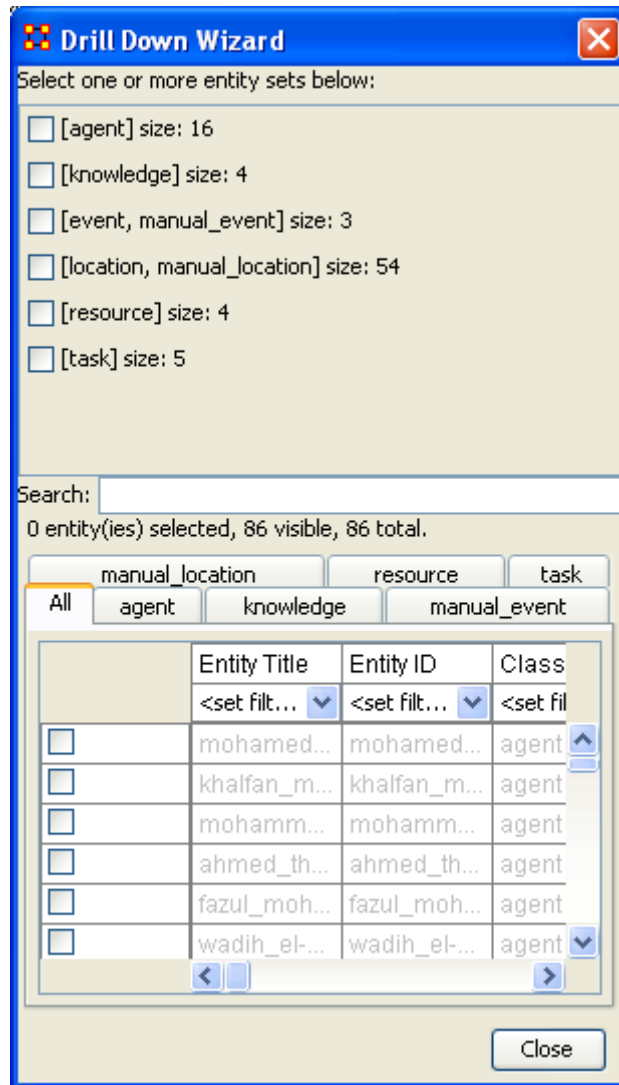 Drill Down Wizard
Select one or more entity sets below:
[agent] size: 16
[knowledge] size: 4
[event, manual_event] size: 3
[location, manual_location] size: 54
[resource] size: 4
[task] size: 5
Search:
0 entity(ies) selected, 86 visible, 86 total.
manual_location resource task
All agent knowledge manual_event
Entity Title Entity ID Class
<set filt... <set filt... <set fil
mohamed... mohamed... agent
khalfan_m... khalfan_m... agent
mohamm... mohamm... agent
ahmed_th... ahmed_th... agent
fazul_moh... fazul_moh... agent
wadih_el-... wadih_el-... agent
Close